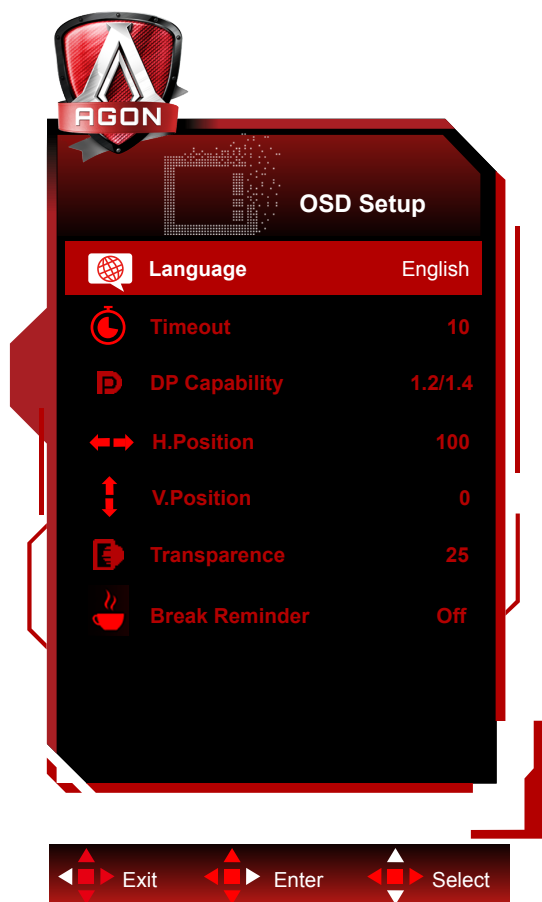 AGON
OSD Setup
Language English
Timeout 10
DP Capability 1.2/1.4
H.Position 100
V.Position 0
Transparence 25
Break Reminder Off
Exit Enter Select